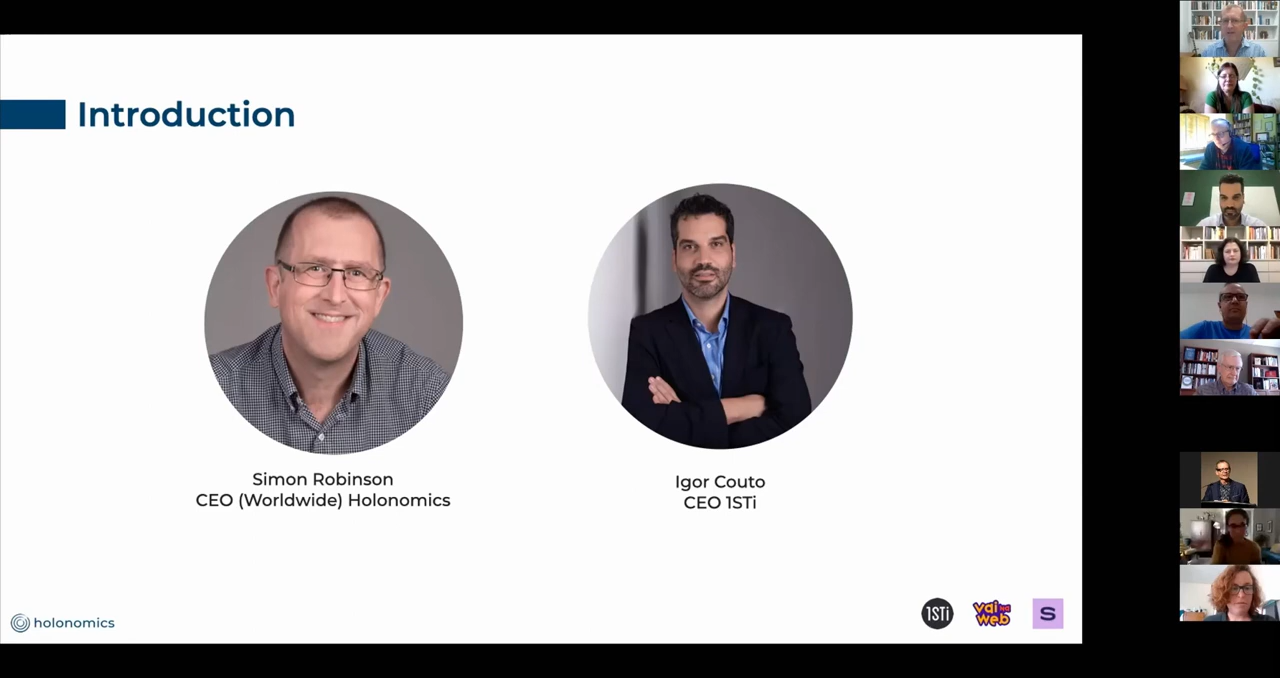 Introduction
Simon Robinson
CEO (Worldwide) Holonomics
Igor Couto
CEO 1STi
holonomics
1STi
vai na
web
S